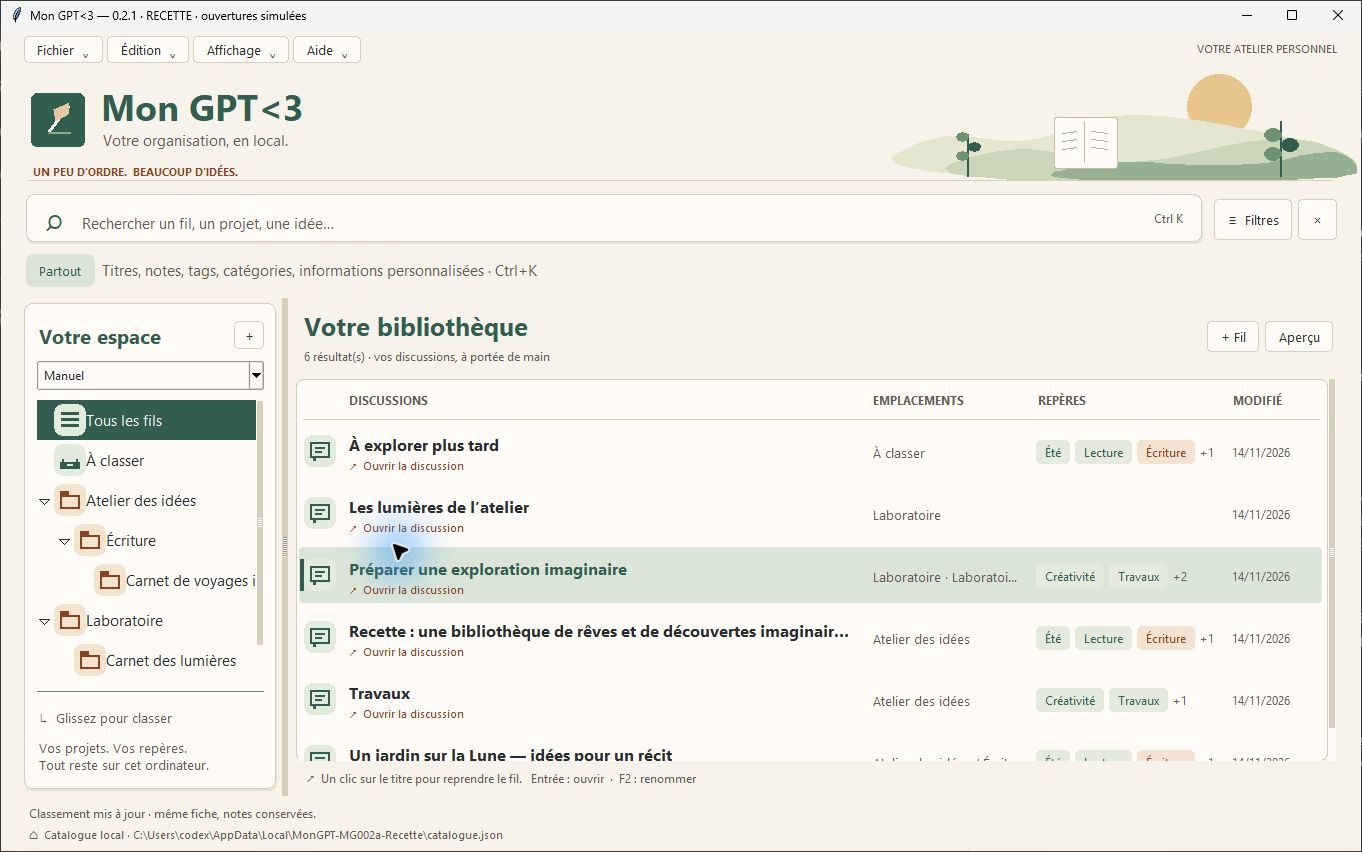 Mon GPT<3 — 0.2.1 · RECETTE · ouvertures simulées
Fichier Édition Affichage Aide
VOTRE ATELIER PERSONNEL
Mon GPT<3
Votre organisation, en local.
UN PEU D'ORDRE. BEAUCOUP D'IDÉES.
Rechercher un fil, un projet, une idée...
Ctrl K
Filtres
×
Partout
Titres, notes, tags, catégories, informations personnalisées · Ctrl+K
Votre espace
+
Manuel
Tous les fils
À classer
Atelier des idées
Écriture
Carnet de voyages i
Laboratoire
Carnet des lumières
Glissez pour classer
Vos projets. Vos repères.
Tout reste sur cet ordinateur.
Votre bibliothèque
6 résultat(s) · vos discussions, à portée de main
+ Fil
Aperçu
DISCUSSIONS EMPLACEMENTS REPÈRES MODIFIÉ
À explorer plus tard
↗ Ouvrir la discussion
À classer
Été Lecture Écriture +1
14/11/2026
Les lumières de l'atelier
↗ Ouvrir la discussion
Laboratoire
14/11/2026
Préparer une exploration imaginaire
↗ Ouvrir la discussion
Laboratoire · Laboratoi...
Créativité Travaux +2
14/11/2026
Recette : une bibliothèque de rêves et de découvertes imaginair...
↗ Ouvrir la discussion
Atelier des idées
Été Lecture Écriture +1
14/11/2026
Travaux
↗ Ouvrir la discussion
Atelier des idées
Créativité Travaux +1
14/11/2026
Un jardin sur la Lune — idées pour un récit
↗ Un clic sur le titre pour reprendre le fil. Entrée : ouvrir · F2 : renommer
Classement mis à jour · même fiche, notes conservées.
Catalogue local · C:\Users\codex\AppData\Local\MonGPT-MG002a-Recette\catalogue.json